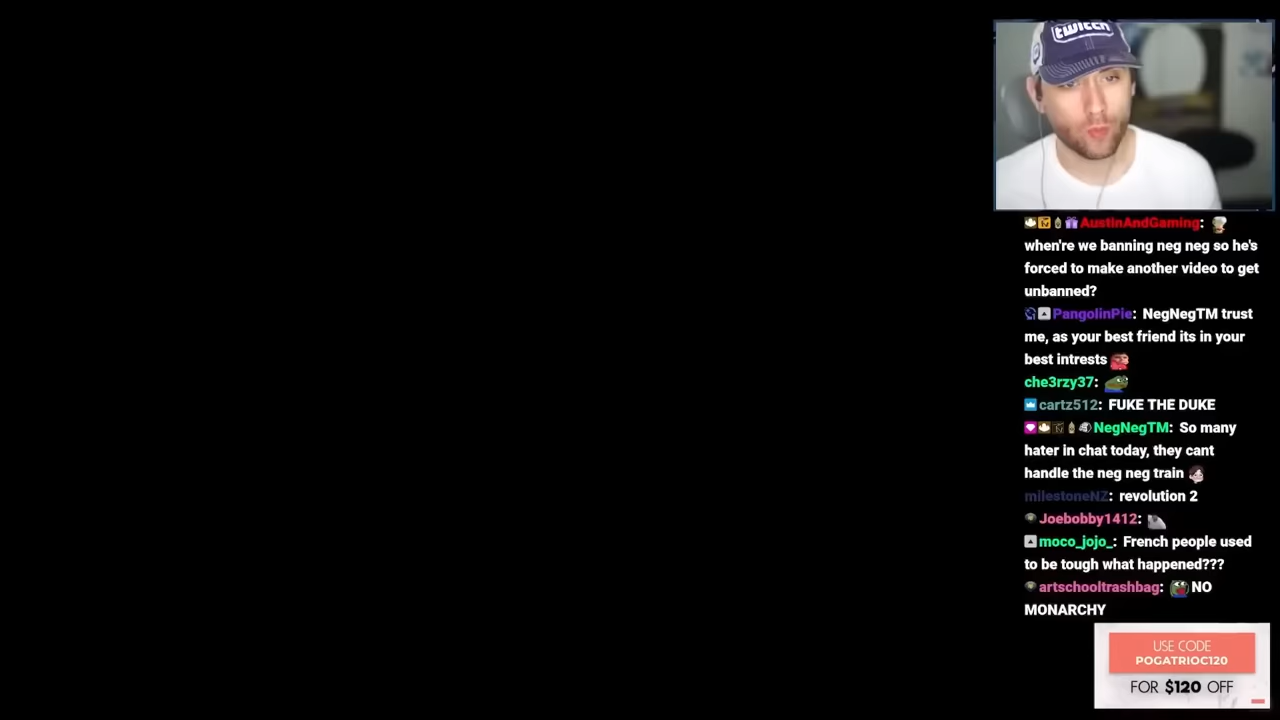 twitch
AustinAndGaming:
when're we banning neg neg so he's
forced to make another video to get
unbanned?
PangolinPie: NegNegTM trust
me, as your best friend its in your
best intrests
che3rzy37:
cartz512: FUKE THE DUKE
NegNegTM: So many
hater in chat today, they cant
handle the neg neg train
milestoneNZ: revolution 2
Joebobby1412:
moco_jojo_: French people used
to be tough what happened???
artschooltrashbag: NO
MONARCHY
USE CODE
POGATRIOC120
FOR $120 OFF